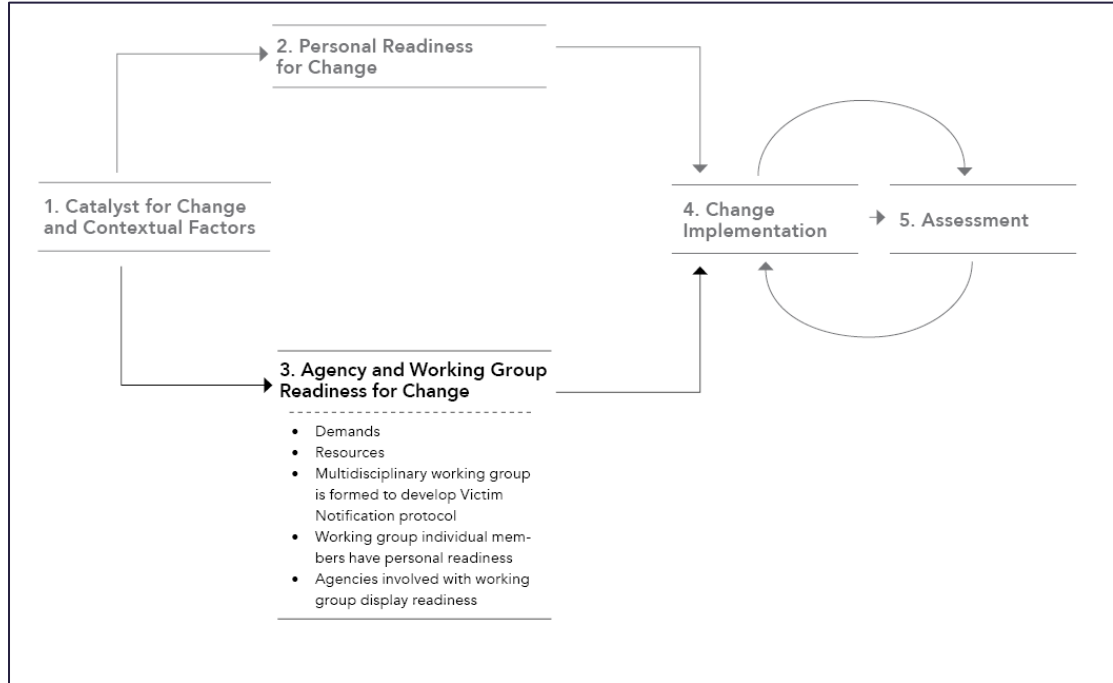 2. Personal Readiness
for Change
1. Catalyst for Change
and Contextual Factors
4. Change
Implementation
5. Assessment
3. Agency and Working Group
Readiness for Change
• Demands
• Resources
• Multidisciplinary working group
is formed to develop Victim
Notification protocol
• Working group individual mem-
bers have personal readiness
• Agencies involved with working
group display readiness